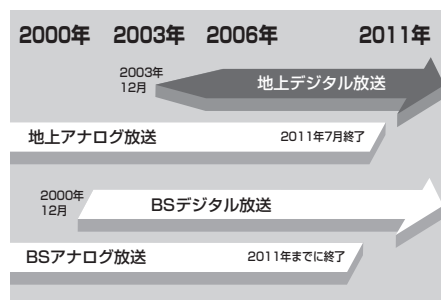 2000年 2003年 2006年 2011年
2003年
12月
地上デジタル放送
地上アナログ放送 2011年7月終了
2000年
12月
BSデジタル放送
BSアナログ放送 2011年までに終了